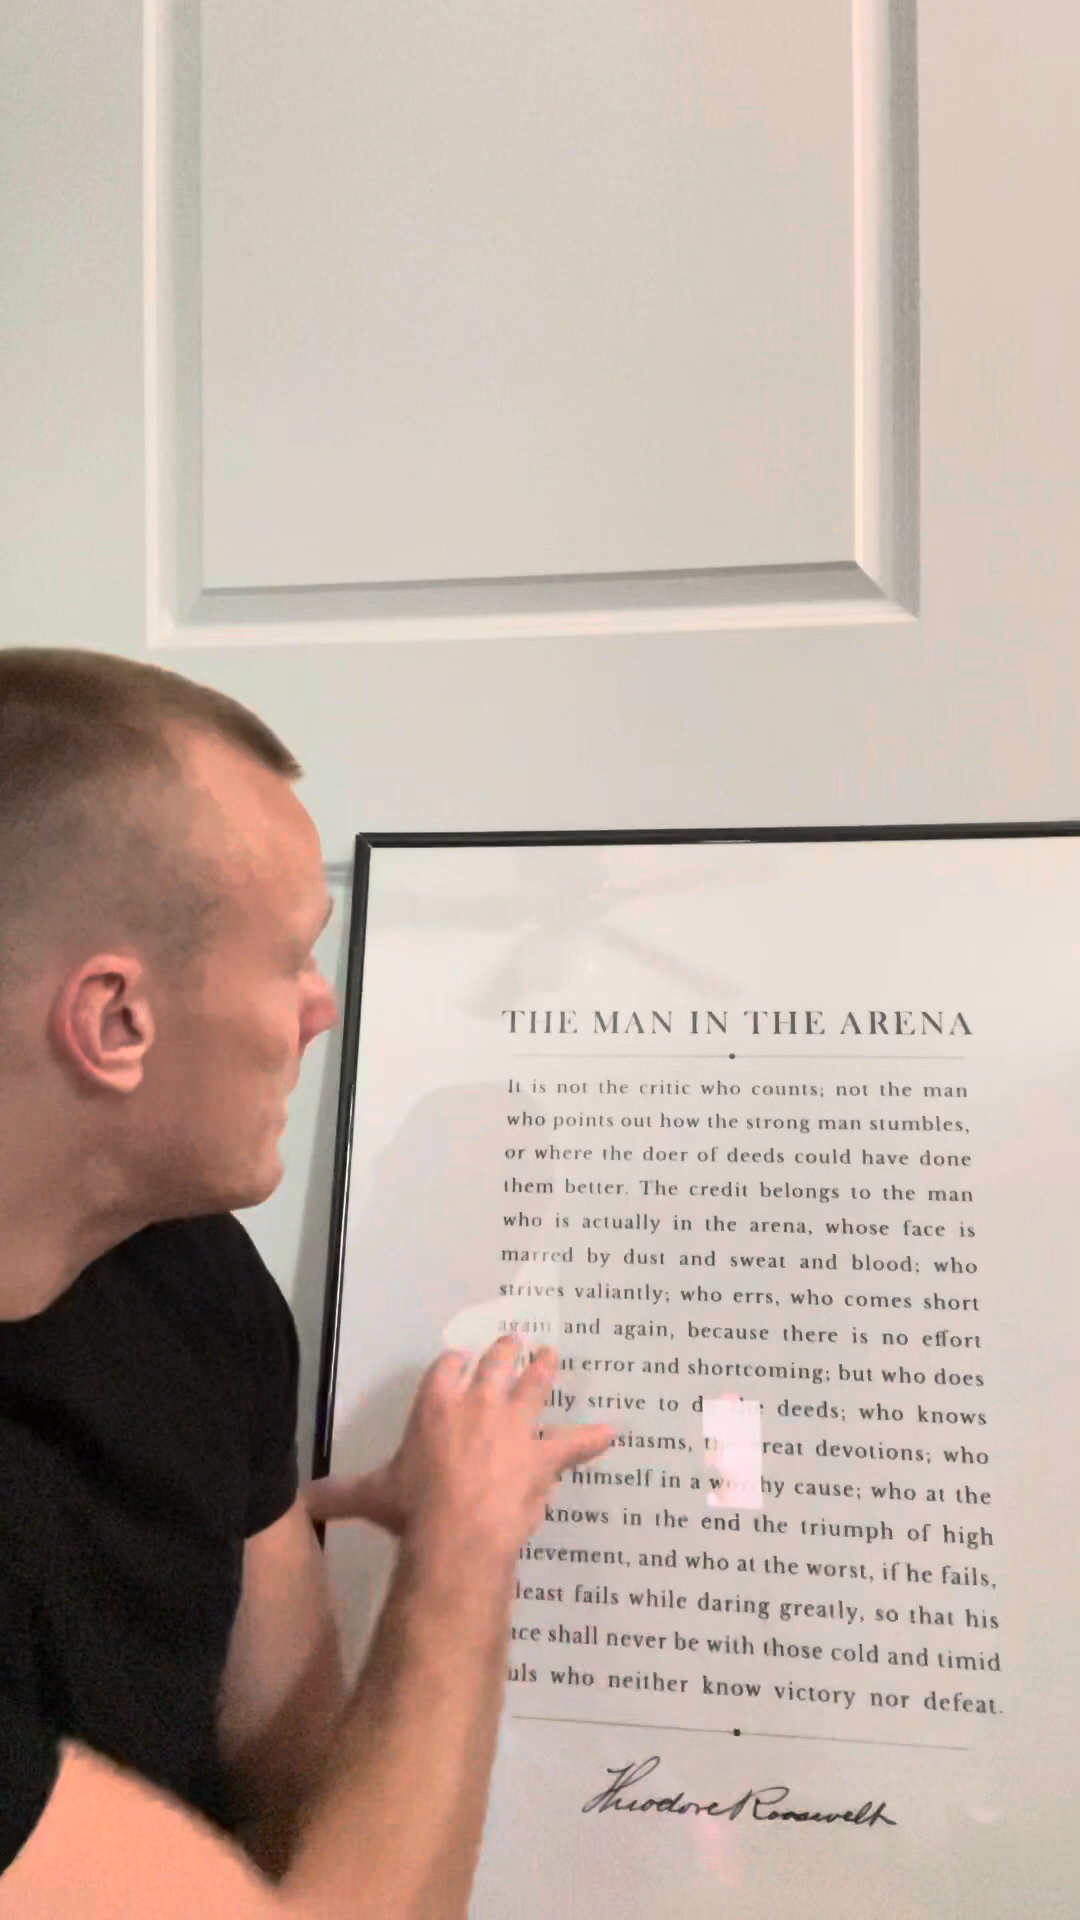 THE MAN IN THE ARENA
It is not the critic who counts; not the man
who points out how the strong man stumbles,
or where the doer of deeds could have done
them better. The credit belongs to the man
who is actually in the arena, whose face is
marred by dust and sweat and blood; who
strives valiantly; who errs, who comes short
again and again, because there is no effort
error and shortcoming; but who does
strive to deeds; who knows
devotions; who
himself in a cause; who at the
knows in the end the triumph of high
and who at the worst, if he fails,
least fails while daring greatly, so that his
shall never be with those cold and timid
who neither know victory nor defeat.
Theodore Roosevelt